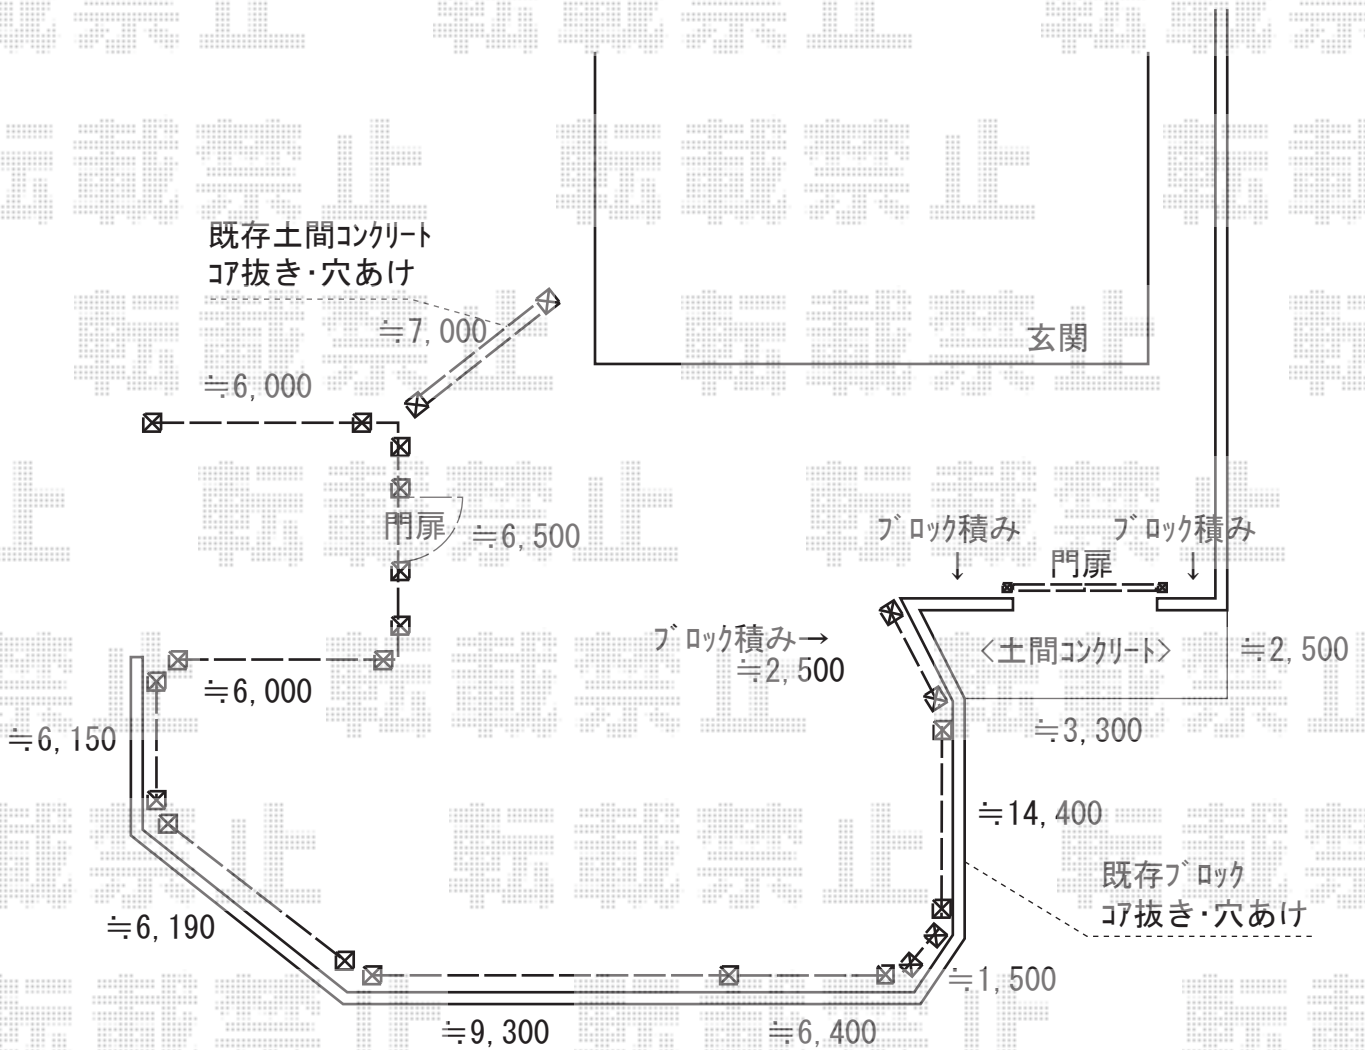 転載禁止
既存土間コンクリート
コア抜き・穴あけ
≒7,000
≒6,000
玄関
門扉
≒6,500
ブロック積み
ブロック積み
門扉
ブロック積み→
≒2,500
<土間コンクリート>
≒2,500
≒6,000
≒6,150
≒3,300
≒14,400
既存ブロック
コア抜き・穴あけ
≒6,190
≒1,500
≒9,300
≒6,400